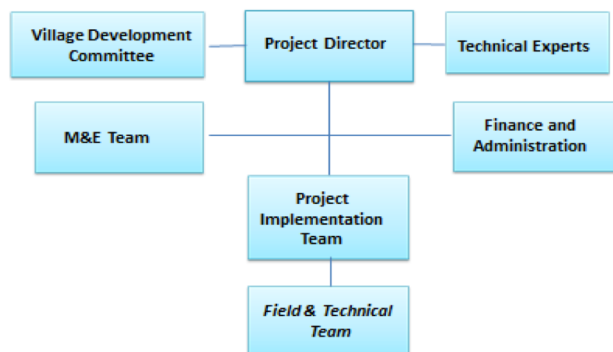 Village Development
Committee
Project Director
Technical Experts
M&E Team
Finance and
Administration
Project
Implementation
Team
Field & Technical
Team